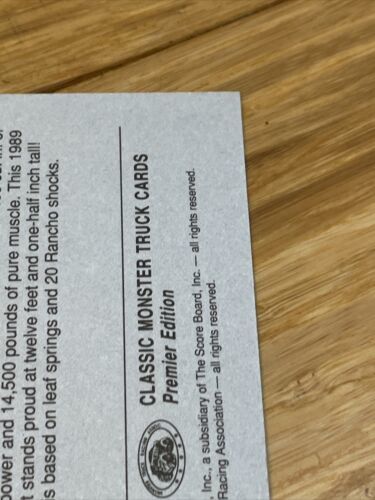 ower and 14,500 pounds of pure muscle. This 1989
t stands proud at twelve feet and one-half inch tall!
s based on leaf springs and 20 Rancho shocks.
CLASSIC MONSTER TRUCK CARDS
Premier Edition
Inc., a subsidiary of The Score Board, Inc. — all rights reserved.
Racing Association — all rights reserved.